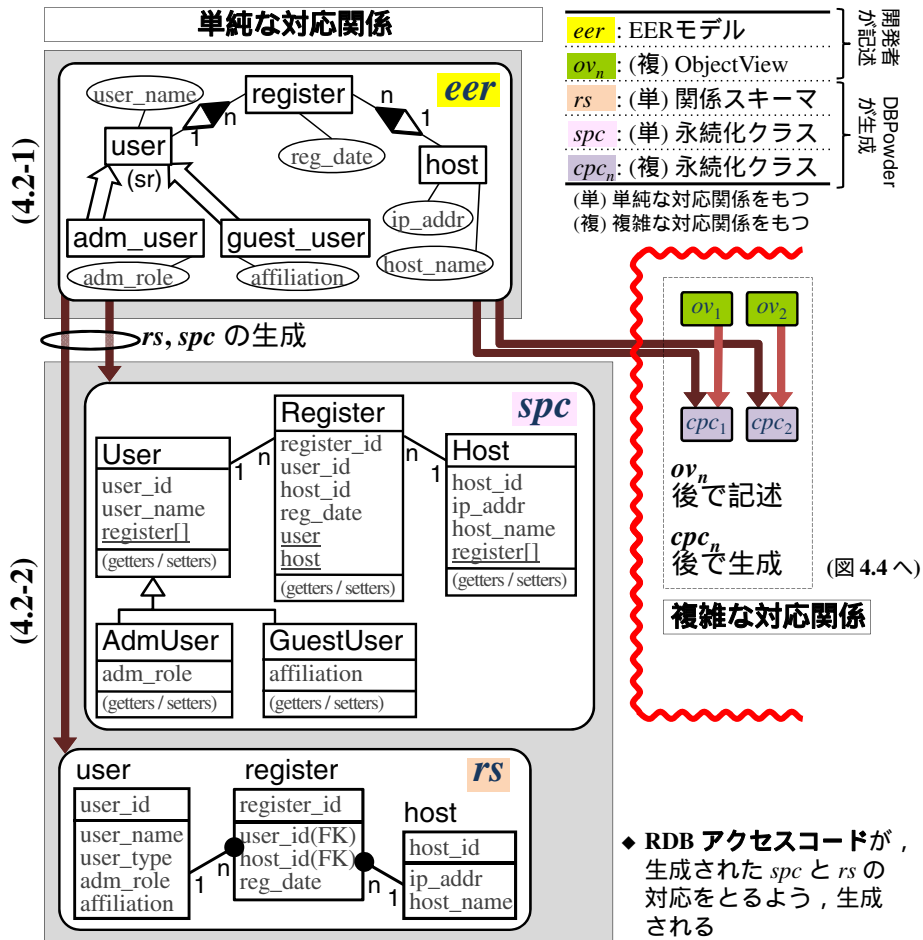 単純な対応関係
eer : EERモデル
ov_n : (複) ObjectView
rs : (単) 関係スキーマ
spc : (単) 永続化クラス
cpc_n : (複) 永続化クラス
開発者が記述
DBPowderが生成
(単) 単純な対応関係をもつ
(複) 複雑な対応関係をもつ
(4.2-1)
eer
user_name
register
n
1
n
1
user
reg_date
host
(sr)
ip_addr
adm_user
guest_user
adm_role
affiliation
host_name
rs, spc の生成
ov1
ov2
cpc1
cpc2
ov_n
後で記述
cpc_n
後で生成
(図 4.4 へ)
複雑な対応関係
(4.2-2)
spc
User
user_id
user_name
register[]
(getters / setters)
1
n
Register
register_id
user_id
host_id
reg_date
user
host
(getters / setters)
n
1
Host
host_id
ip_addr
host_name
register[]
(getters / setters)
AdmUser
adm_role
(getters / setters)
GuestUser
affiliation
(getters / setters)
rs
user
user_id
user_name
user_type
adm_role
affiliation
1
n
register
register_id
user_id(FK)
host_id(FK)
reg_date
n
1
host
host_id
ip_addr
host_name
◆ RDB アクセスコードが，
生成された spc と rs の
対応をとるよう，生成
される